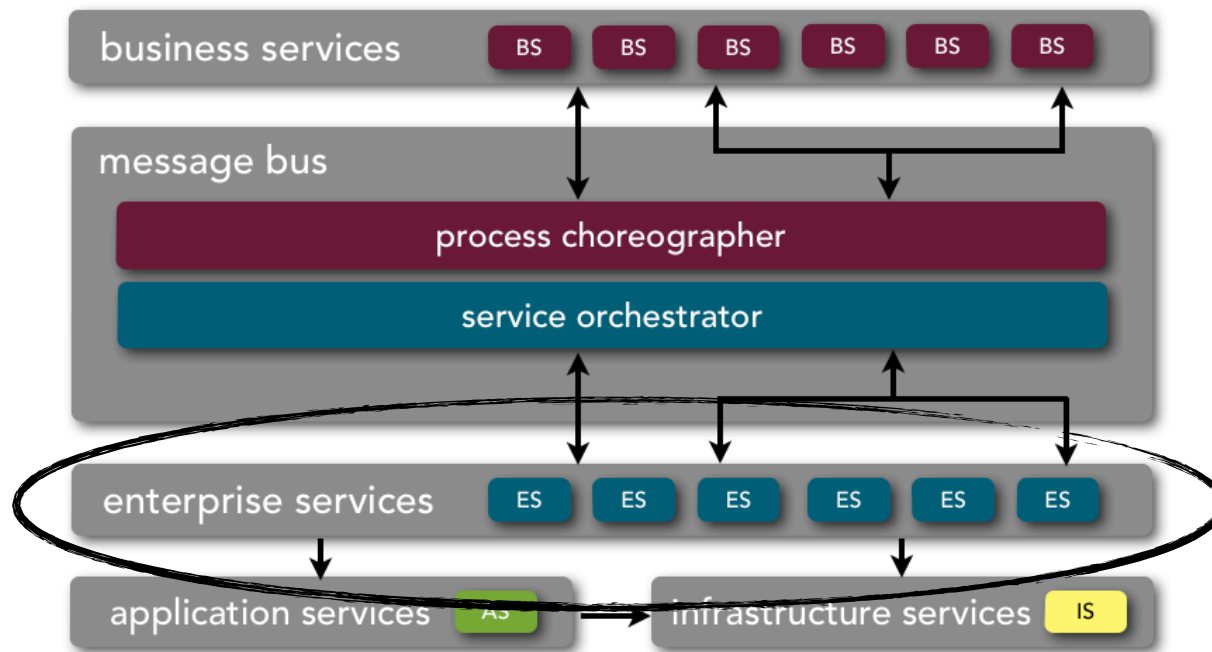 business services BS BS BS BS BS BS
message bus
process choreographer
service orchestrator
enterprise services ES ES ES ES ES ES
application services AS infrastructure services IS